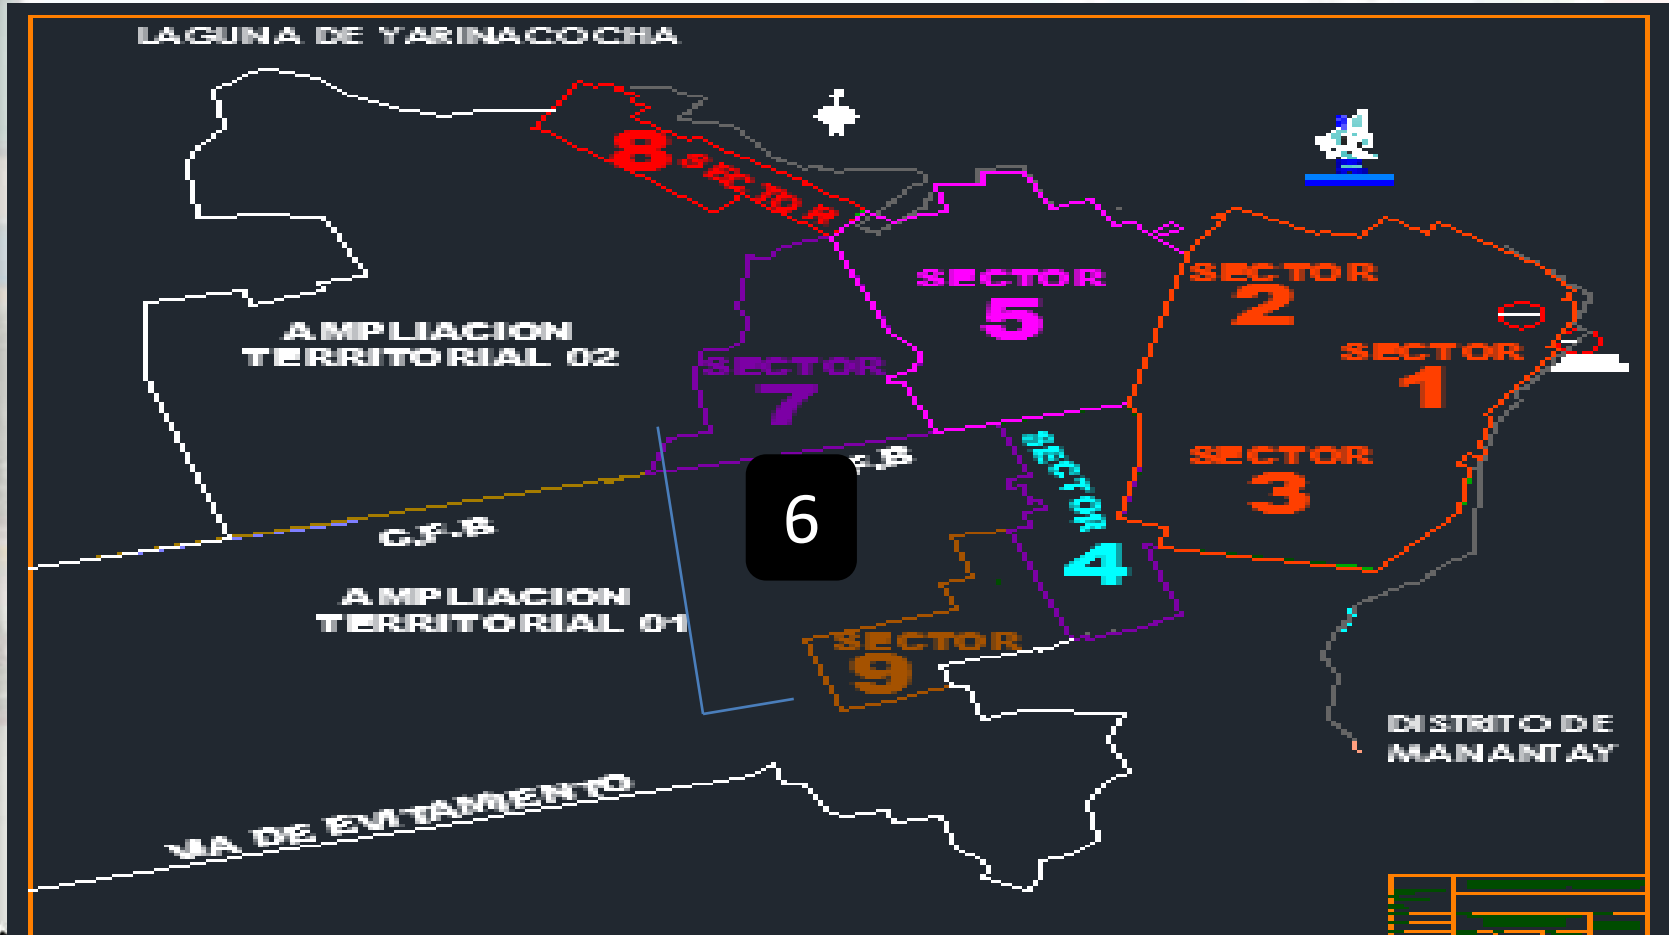 LAGUNA DE YARINACOCHA
8 SECTOR
SECTOR
5
SECTOR
2
AMPLIACION
TERRITORIAL 02
SECTOR
7
SECTOR
1
SECTOR
4
SECTOR
3
F.B
6
C.F.B
AMPLIACION
TERRITORIAL 01
SECTOR
9
DISTRITO DE
MANANTAY
VIA DE EVITAMIENTO